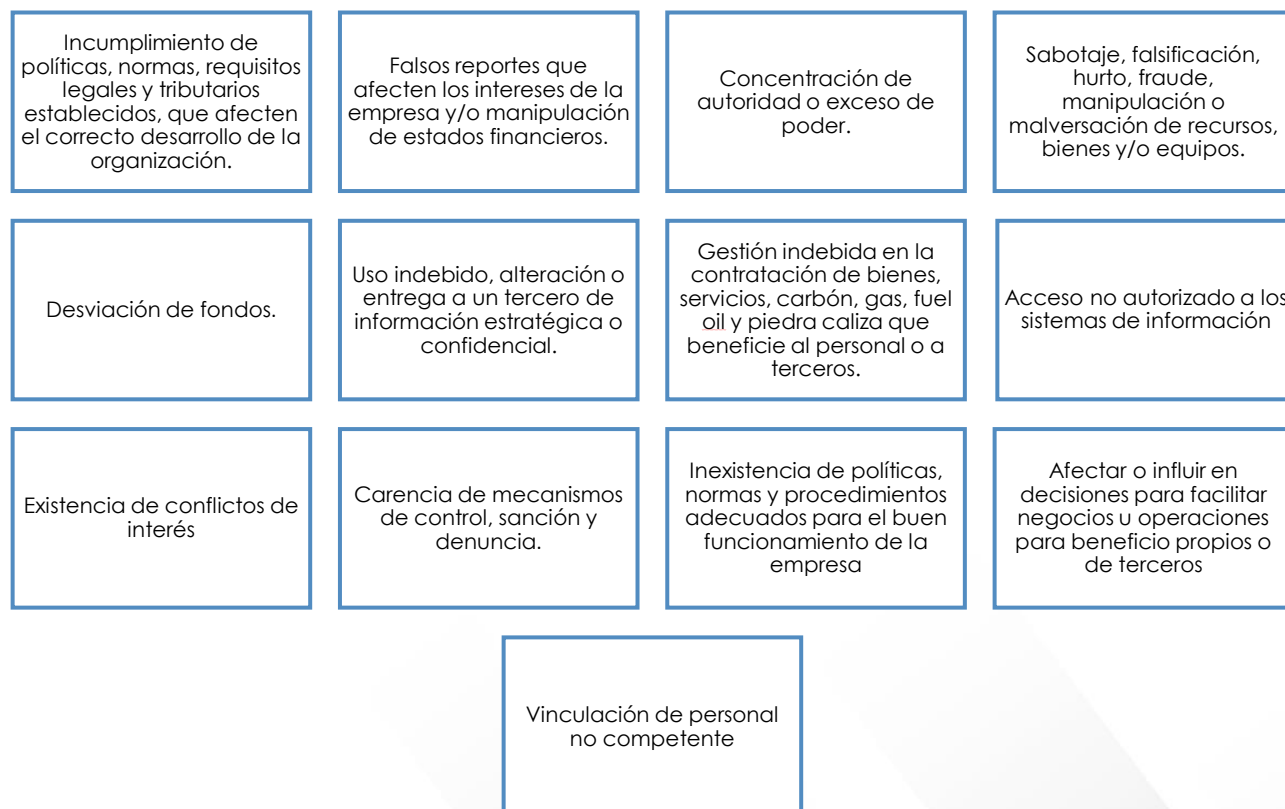 Incumplimiento de
políticas, normas, requisitos
legales y tributarios
establecidos, que afecten
el correcto desarrollo de la
organización.
Falsos reportes que
afecten los intereses de la
empresa y/o manipulación
de estados financieros.
Concentración de
autoridad o exceso de
poder.
Sabotaje, falsificación,
hurto, fraude,
manipulación o
malversación de recursos,
bienes y/o equipos.
Desviación de fondos.
Uso indebido, alteración o
entrega a un tercero de
información estratégica o
confidencial.
Gestión indebida en la
contratación de bienes,
servicios, carbón, gas, fuel
oil y piedra caliza que
beneficie al personal o a
terceros.
Acceso no autorizado a los
sistemas de información
Existencia de conflictos de
interés
Carencia de mecanismos
de control, sanción y
denuncia.
Inexistencia de políticas,
normas y procedimientos
adecuados para el buen
funcionamiento de la
empresa
Afectar o influir en
decisiones para facilitar
negocios u operaciones
para beneficio propios o
de terceros
Vinculación de personal
no competente